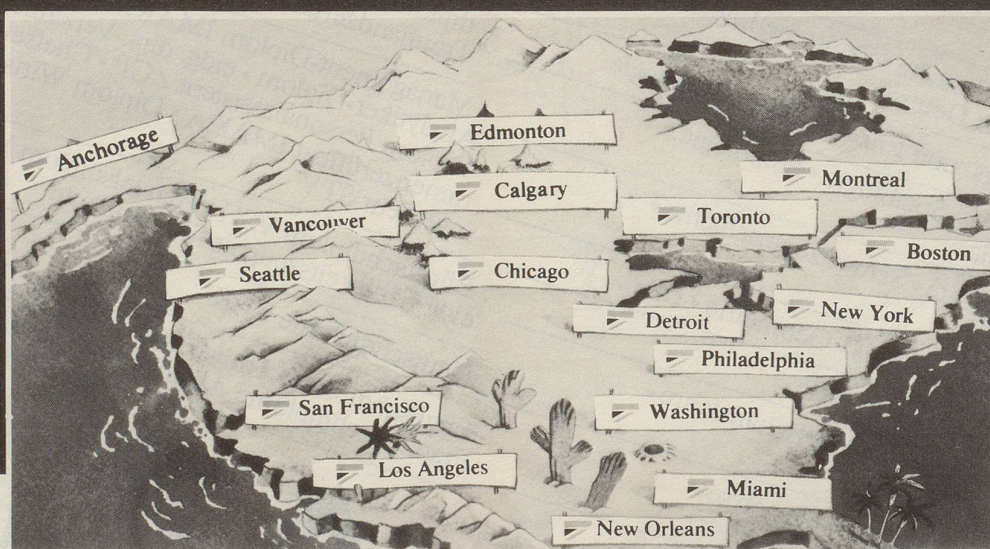 Anchorage
Edmonton
Calgary
Montreal
Vancouver
Toronto
Boston
Seattle
Chicago
New York
Detroit
Philadelphia
San Francisco
Washington
Los Angeles
Miami
New Orleans